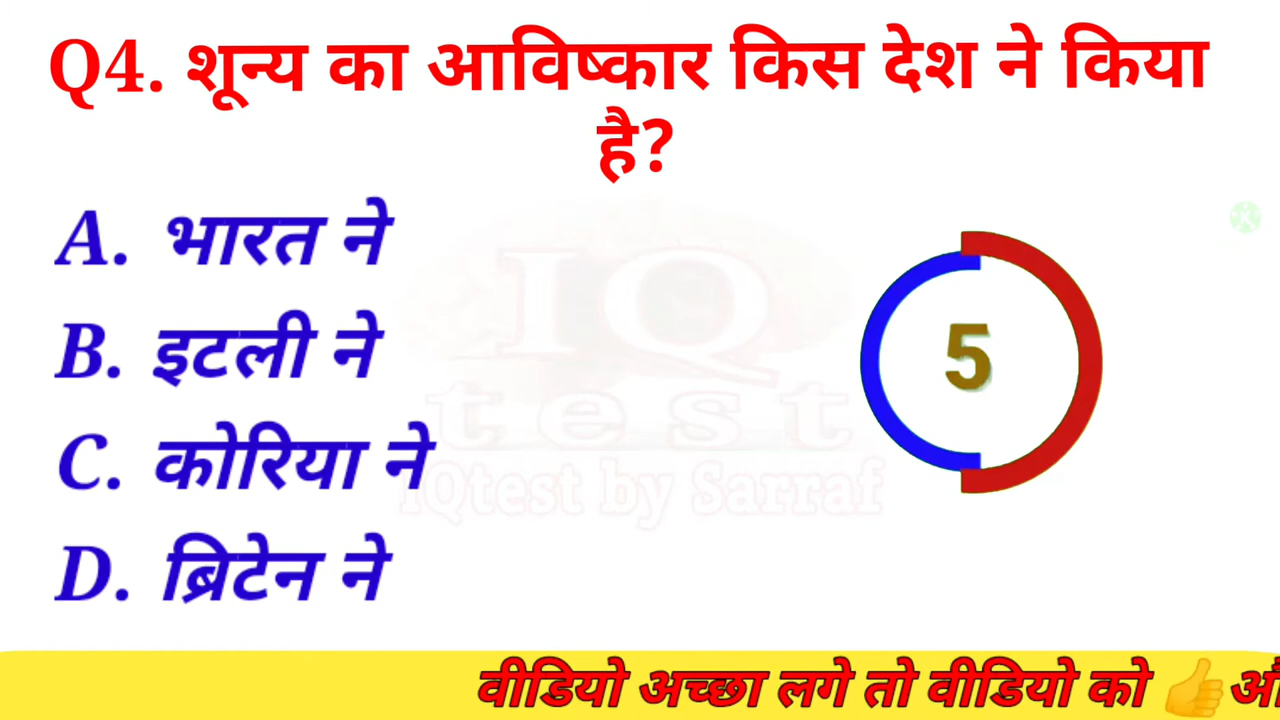 Q4. शून्य का आविष्कार किस देश ने किया
है?
A. भारत ने
B. इटली ने
C. कोरिया ने
D. ब्रिटेन ने
5
IQ
test
IQtest by Sarraf
वीडियो अच्छा लगे तो वीडियो को 👍